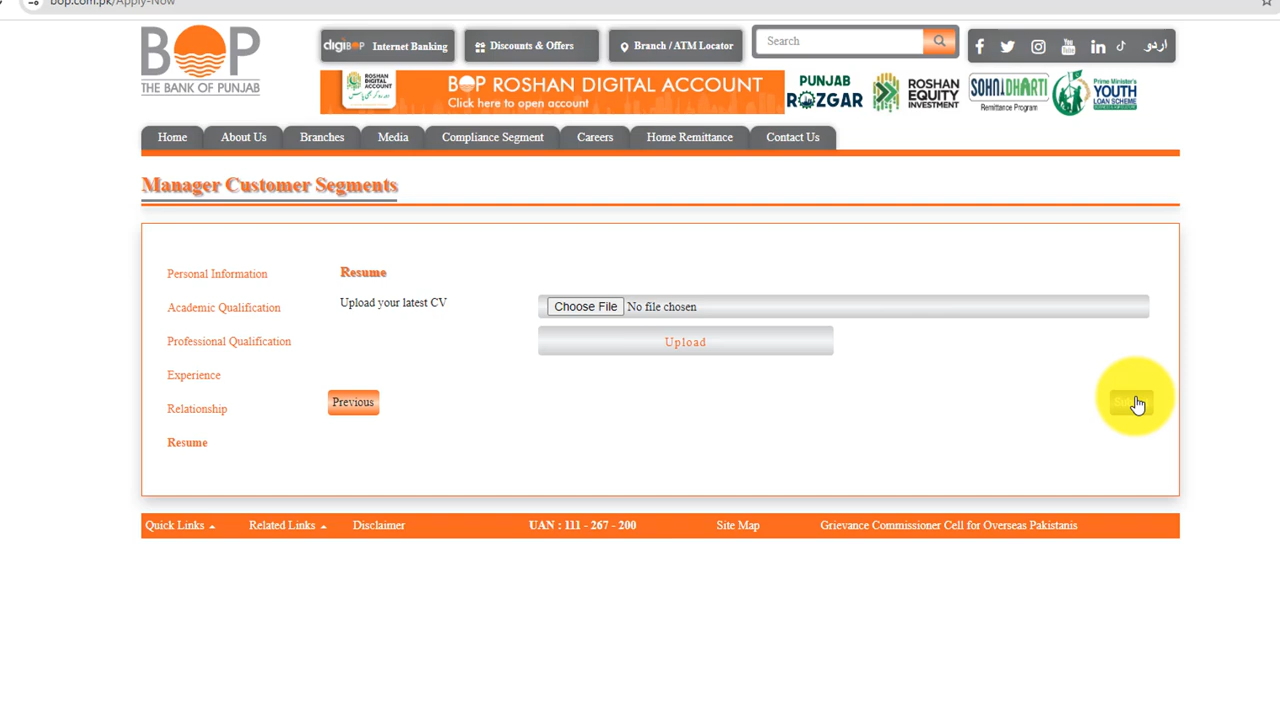 bop.com.pk/Apply-Now
BOP
THE BANK OF PUNJAB
digiBOP Internet Banking
Discounts & Offers
Branch / ATM Locator
Search
اردو
ROSHAN DIGITAL ACCOUNT
BOP ROSHAN DIGITAL ACCOUNT
Click here to open account
PUNJAB ROZGAR
ROSHAN EQUITY INVESTMENT
SOHNI DHARTI
Remittance Program
Prime Minister's
YOUTH
LOAN SCHEME
Home
About Us
Branches
Media
Compliance Segment
Careers
Home Remittance
Contact Us
Manager Customer Segments
Personal Information
Academic Qualification
Professional Qualification
Experience
Relationship
Resume
Resume
Upload your latest CV
Choose File No file chosen
Upload
Previous
Quick Links
Related Links
Disclaimer
UAN : 111 - 267 - 200
Site Map
Grievance Commissioner Cell for Overseas Pakistanis